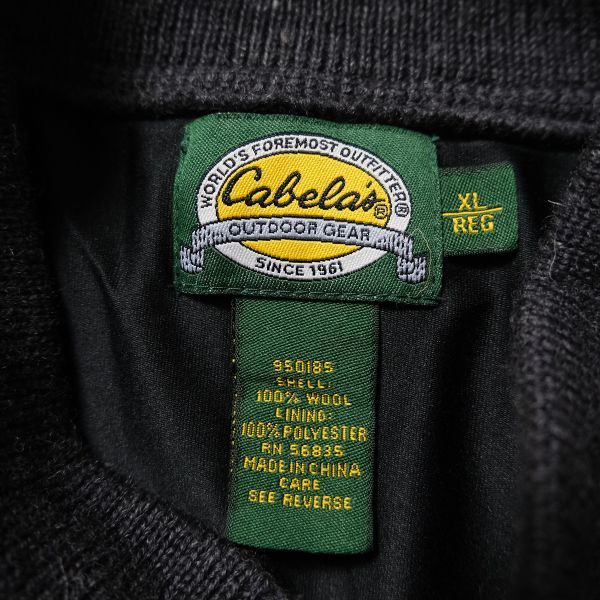 WORLD'S FOREMOST OUTFITTER®
Cabela's®
OUTDOOR GEAR
SINCE 1961
XL
REG
950185
SHELL:
100% WOOL
LINING:
100% POLYESTER
RN 56835
MADE IN CHINA
CARE
SEE REVERSE